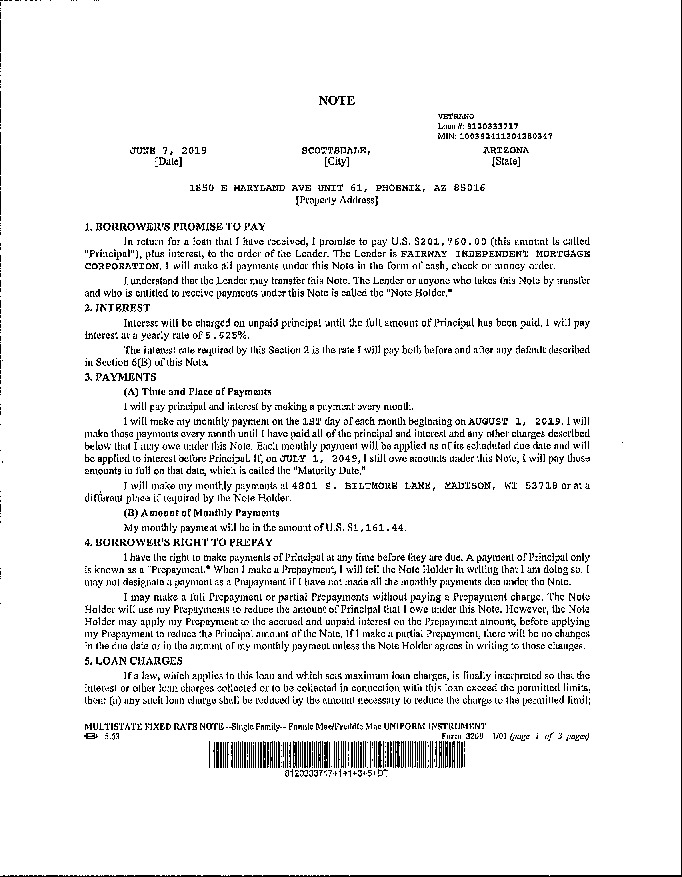 NOTE
VETRANO
Loan #: 8120333717
MIN: 100392411204280347
JUNE 7, 2019 SCOTTSDALE, ARIZONA
[Date] [City] [State]
1850 E MARYLAND AVE UNIT 61, PHOENIX, AZ 85016
[Property Address]
1. BORROWER'S PROMISE TO PAY
In return for a loan that I have received, I promise to pay U.S. $201,760.00 (this amount is called
"Principal"), plus interest, to the order of the Lender. The Lender is FAIRWAY INDEPENDENT MORTGAGE
CORPORATION. I will make all payments under this Note in the form of cash, check or money order.
I understand that the Lender may transfer this Note. The Lender or anyone who takes this Note by transfer
and who is entitled to receive payments under this Note is called the "Note Holder."
2. INTEREST
Interest will be charged on unpaid principal until the full amount of Principal has been paid. I will pay
interest at a yearly rate of
The interest rate required by this Section 2 is the rate I will pay both before and after any default described
in Section 6(B) of this Note.
3. PAYMENTS
(A) Time and Place of Payments
I will pay principal and interest by making a payment every month.
I will make my monthly payment on the 1ST day of each month beginning on AUGUST 1, 2019. I will
make these payments every month until I have paid all of the principal and interest and any other charges described
below that I may owe under this Note. Each monthly payment will be applied as of its scheduled due date and will
be applied to interest before Principal. If, on JULY 1, 2049, I still owe amounts under this Note, I will pay those
amounts in full on that date, which is called the "Maturity Date."
I will make my monthly payments at 4801 S. BILTMORE LANE, MADISON, WI 53718 or at a
different place if required by the Note Holder.
(B) Amount of Monthly Payments
My monthly payment will be in the amount of U.S. $1,161.44.
4. BORROWER'S RIGHT TO PREPAY
I have the right to make payments of Principal at any time before they are due. A payment of Principal only
is known as a "Prepayment." When I make a Prepayment, I will tell the Note Holder in writing that I am doing so. I
may not designate a payment as a Prepayment if I have not made all the monthly payments due under the Note.
I may make a full Prepayment or partial Prepayments without paying a Prepayment charge. The Note
Holder will use my Prepayments to reduce the amount of Principal that I owe under this Note. However, the Note
Holder may apply my Prepayment to the accrued and unpaid interest on the Prepayment amount, before applying
my Prepayment to reduce the Principal amount of the Note. If I make a partial Prepayment, there will be no changes
in the due date or in the amount of my monthly payment unless the Note Holder agrees in writing to those changes.
5. LOAN CHARGES
If a law, which applies to this loan and which sets maximum loan charges, is finally interpreted so that the
interest or other loan charges collected or to be collected in connection with this loan exceed the permitted limits,
then: (a) any such loan charge shall be reduced by the amount necessary to reduce the charge to the permitted limit;
MULTISTATE FIXED RATE NOTE--Single Family-- Fannie Mae/Freddie Mac UNIFORM INSTRUMENT
Form 3200 1/01 (page 1 of 3 pages)